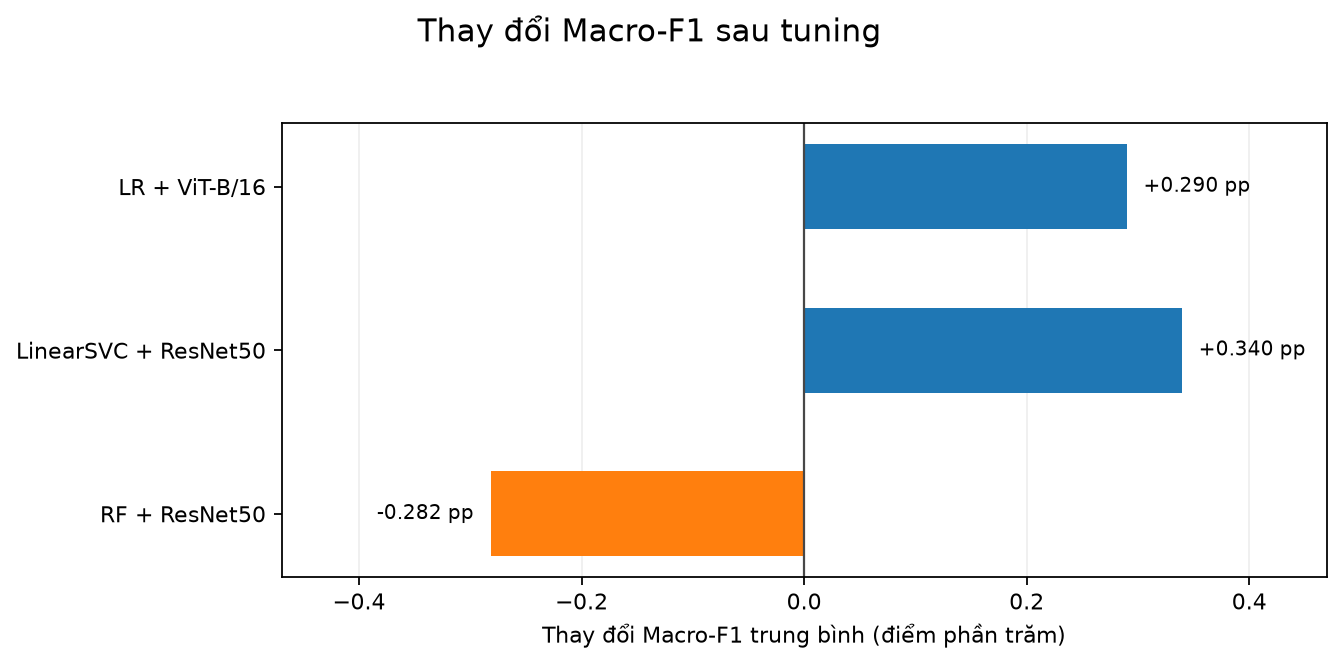 Thay đổi Macro-F1 sau tuning
LR + ViT-B/16
+0.290 pp
LinearSVC + ResNet50
+0.340 pp
RF + ResNet50
-0.282 pp
−0.4 −0.2 0.0 0.2 0.4
Thay đổi Macro-F1 trung bình (điểm phần trăm)